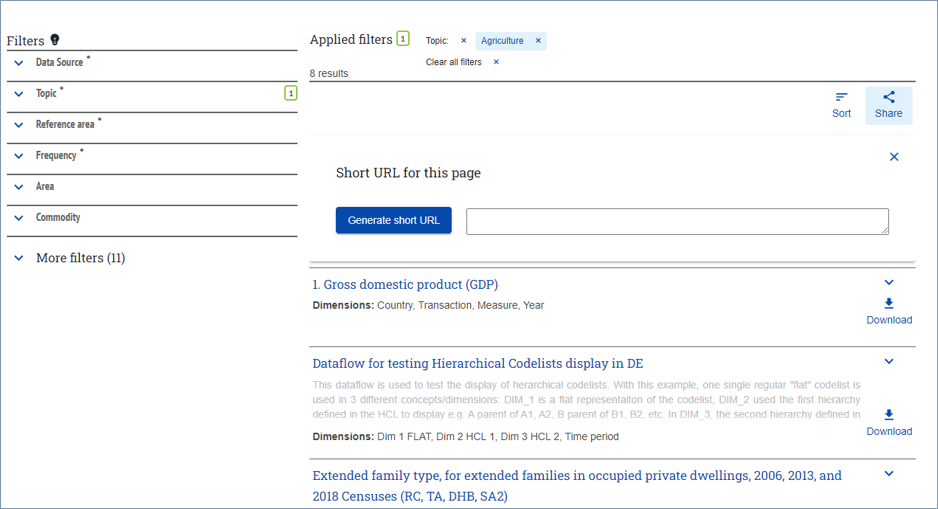 Filters
Data Source *
Topic *
1
Reference area *
Frequency *
Area
Commodity
More filters (11)
Applied filters 1 Topic: × Agriculture ×
Clear all filters ×
8 results
Sort
Share
Short URL for this page
Generate short URL
1. Gross domestic product (GDP)
Dimensions: Country, Transaction, Measure, Year
Download
Dataflow for testing Hierarchical Codelists display in DE
This dataflow is used to test the display of herarchical codelists. With this example, one single regular "flat" codelist is
used in 3 different concepts/dimensions: DIM_1 is a flat representaiton of the codelist, DIM_2 used the first hierarchy
defined in the HCL to display e.g. A parent of A1, A2, B parent of B1, B2, etc. In DIM_3, the second hierarchy defined in
Dimensions: Dim 1 FLAT, Dim 2 HCL 1, Dim 3 HCL 2, Time period
Download
Extended family type, for extended families in occupied private dwellings, 2006, 2013, and
2018 Censuses (RC, TA, DHB, SA2)